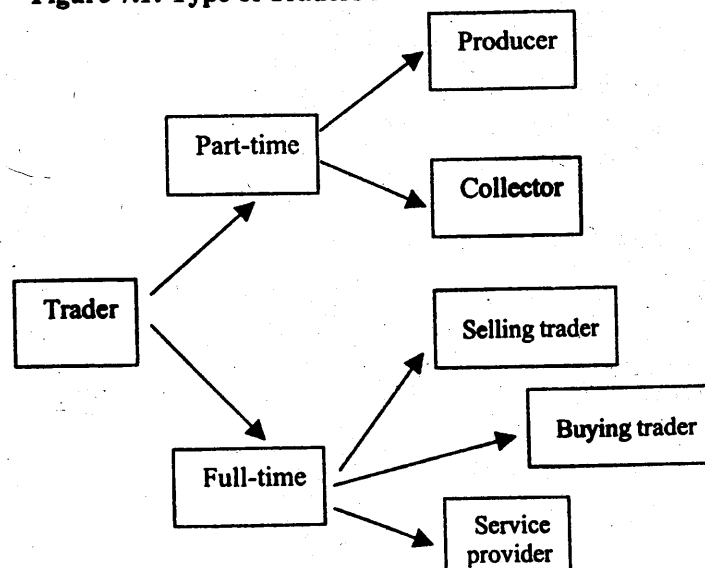 Producer
Part-time
Collector
Trader
Selling trader
Buying trader
Full-time
Service
provider